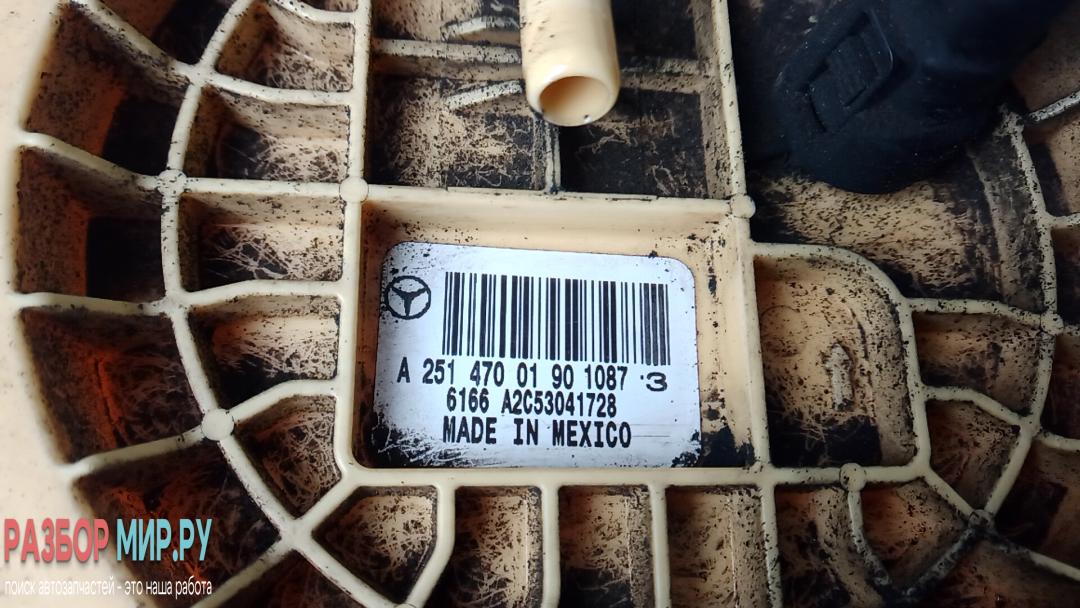 A 251 470 01 90 1087 ·3
6166 A2C53041728
MADE IN MEXICO
РАЗБОР МИР.РУ
поиск автозапчастей - это наша работа